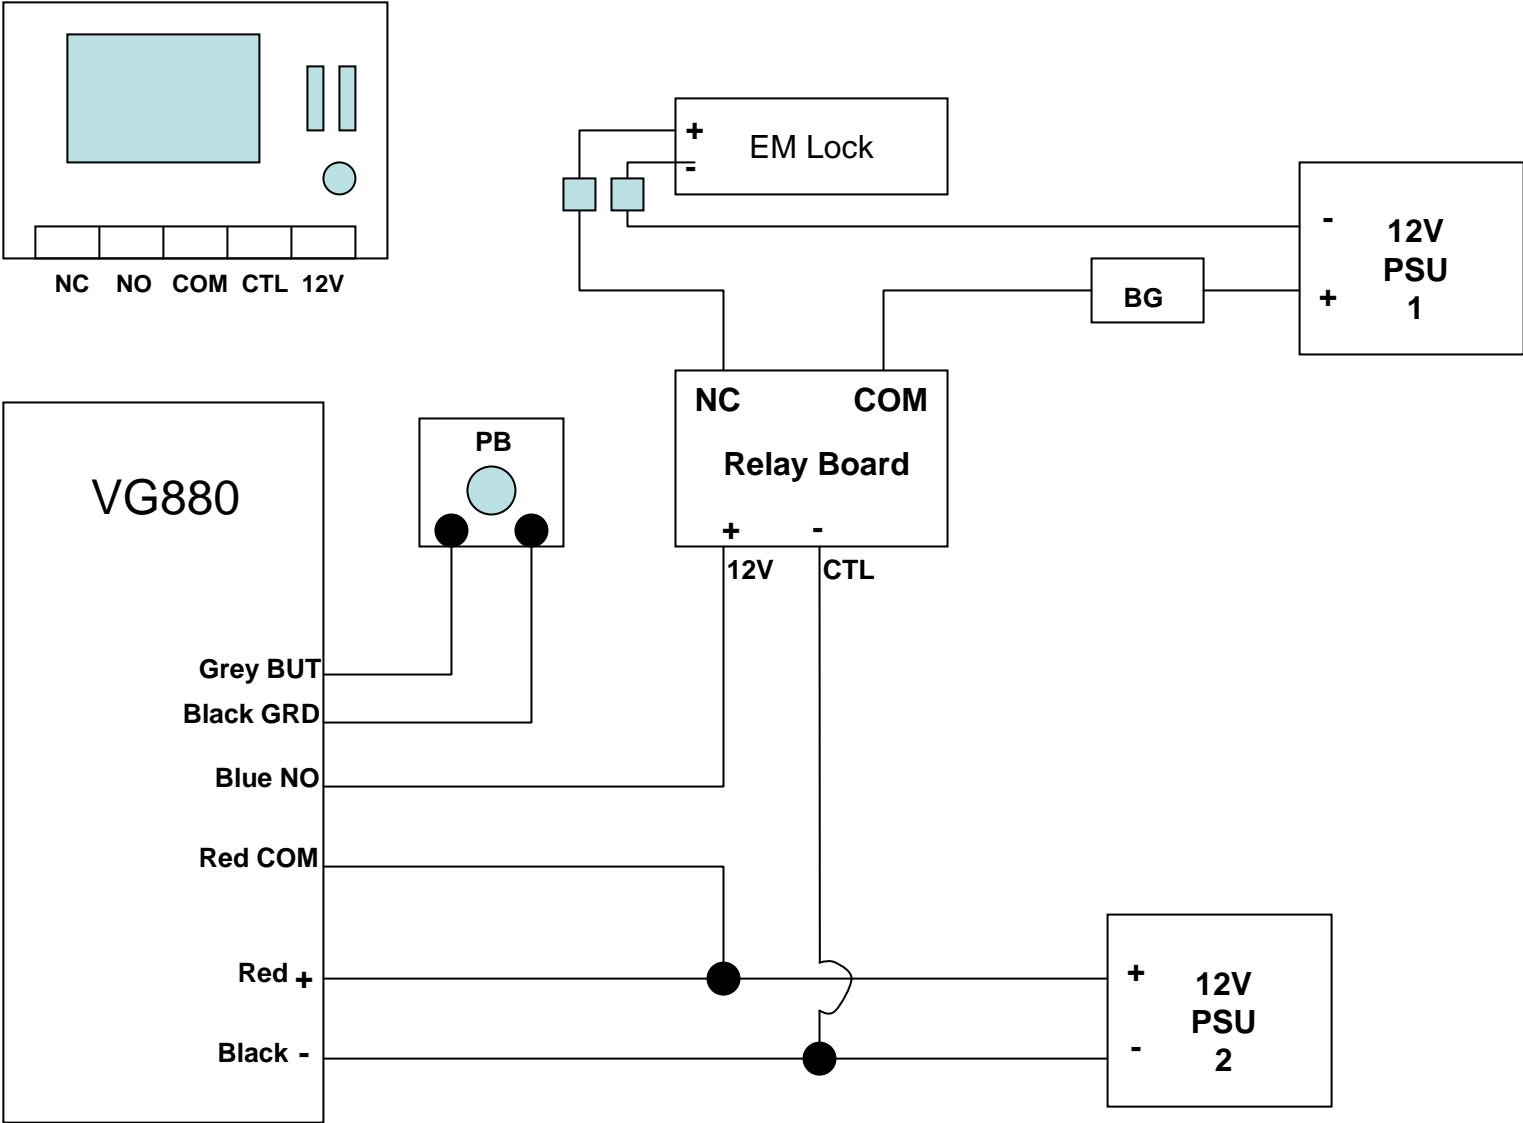 NC NO COM CTL 12V
+
EM Lock
-
-
12V
PSU
1
+
BG
NC COM
Relay Board
+ -
12V CTL
PB
VG880
Grey BUT
Black GRD
Blue NO
Red COM
Red +
Black -
+
12V
PSU
2
-